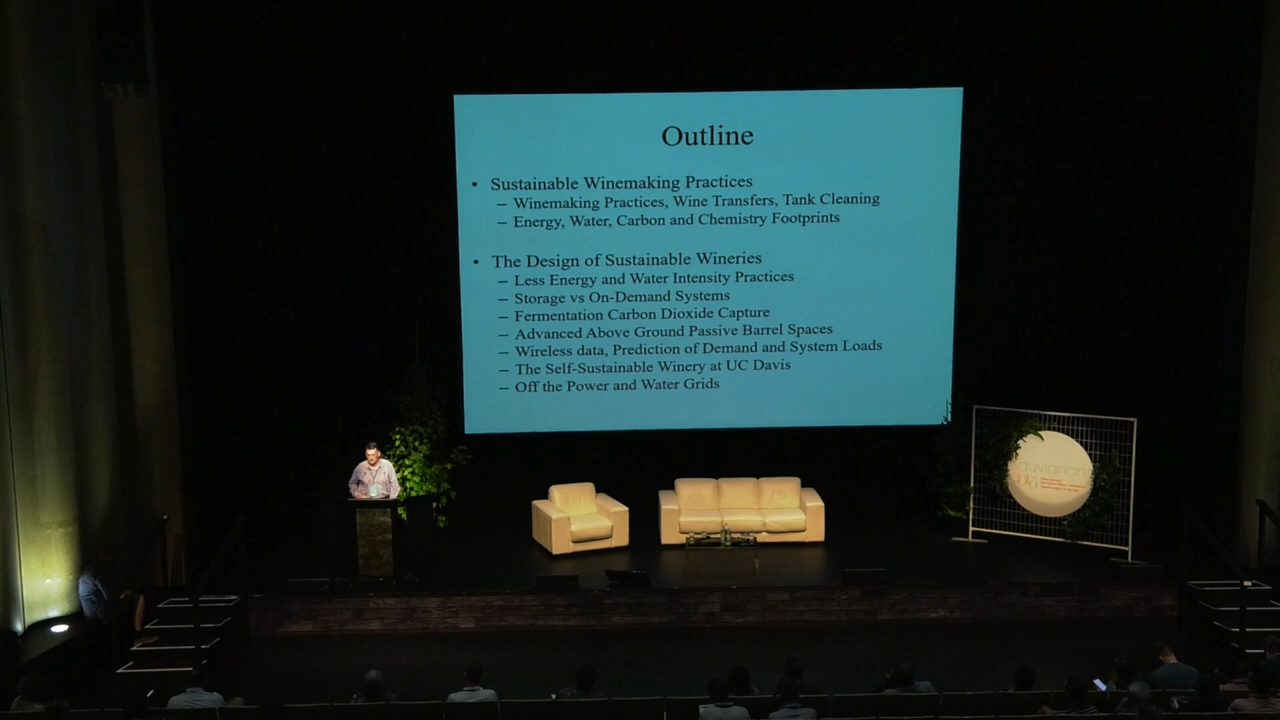 Outline
• Sustainable Winemaking Practices
– Winemaking Practices, Wine Transfers, Tank Cleaning
– Energy, Water, Carbon and Chemistry Footprints
• The Design of Sustainable Wineries
– Less Energy and Water Intensity Practices
– Storage vs On-Demand Systems
– Fermentation Carbon Dioxide Capture
– Advanced Above Ground Passive Barrel Spaces
– Wireless data, Prediction of Demand and System Loads
– The Self-Sustainable Winery at UC Davis
– Off the Power and Water Grids